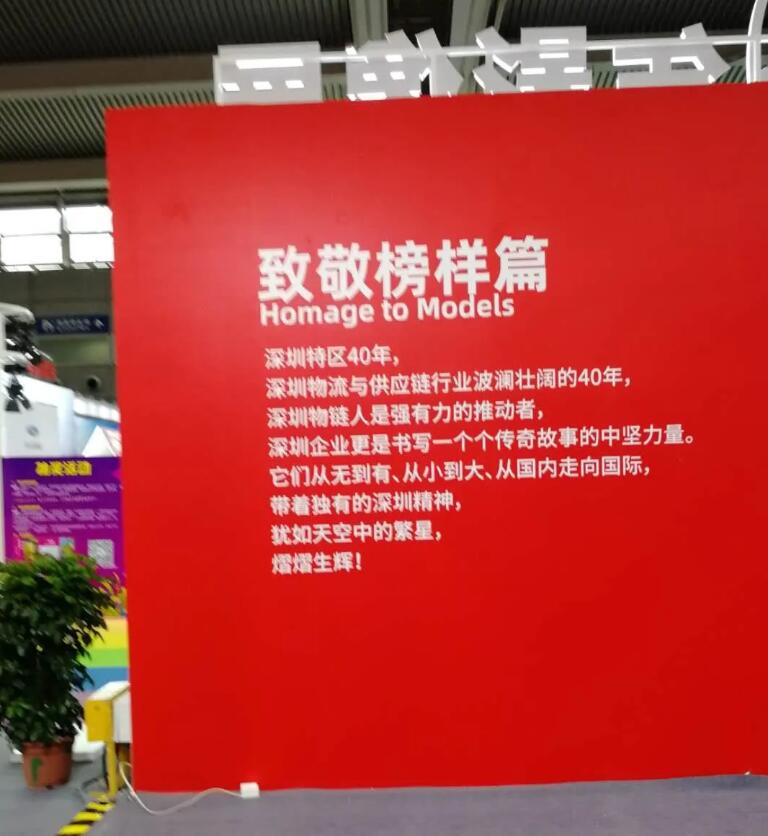 致敬榜样篇
Homage to Models
深圳特区40年，
深圳物流与供应链行业波澜壮阔的40年，
深圳物链人是强有力的推动者，
深圳企业更是书写一个个传奇故事的中坚力量。
它们从无到有、从小到大、从国内走向国际，
带着独有的深圳精神，
犹如天空中的繁星，
熠熠生辉！